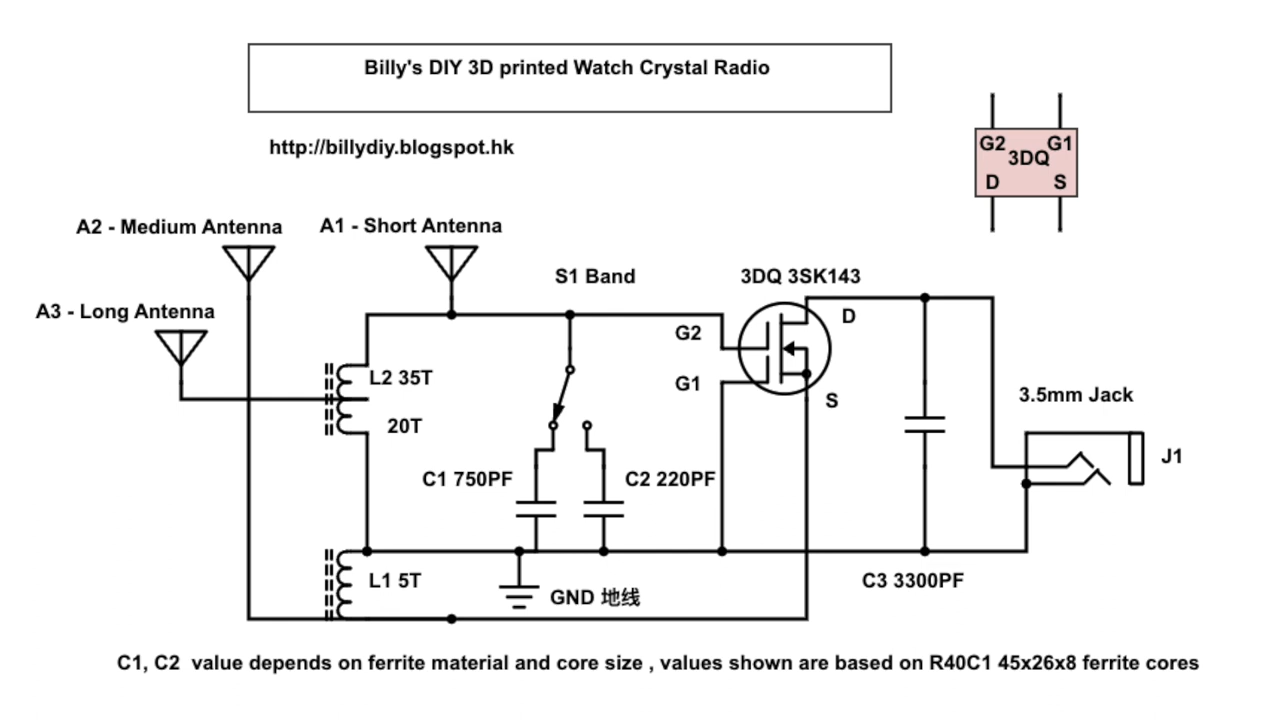 Billy's DIY 3D printed Watch Crystal Radio
http://billydiy.blogspot.hk
G2 G1
3DQ
D S
A2 - Medium Antenna
A1 - Short Antenna
A3 - Long Antenna
S1 Band
3DQ 3SK143
D
G2
G1
S
L2 35T
20T
3.5mm Jack
J1
C1 750PF
C2 220PF
L1 5T
GND 地线
C3 3300PF
C1, C2 value depends on ferrite material and core size , values shown are based on R40C1 45x26x8 ferrite cores